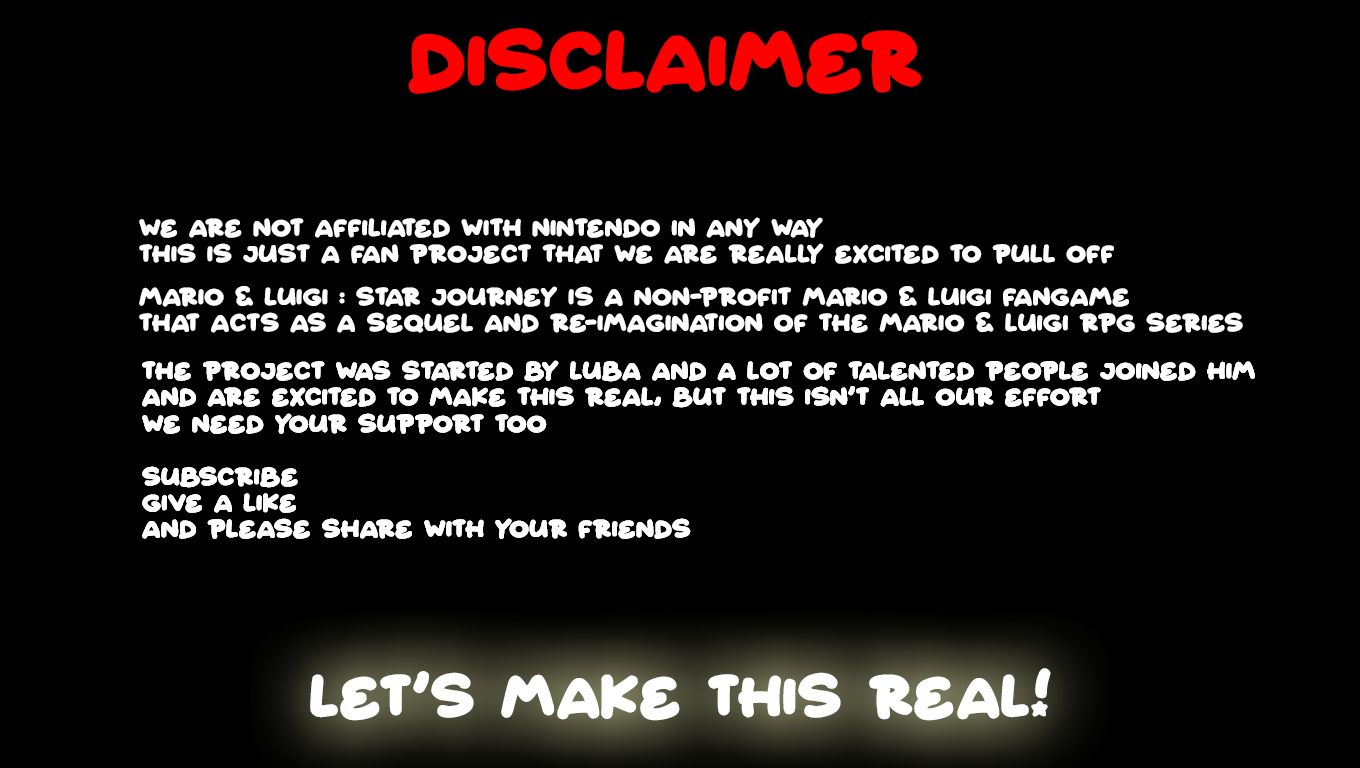 DISCLAIMER
WE ARE NOT AFFILIATED WITH NINTENDO IN ANY WAY
THIS IS JUST A FAN PROJECT THAT WE ARE REALLY EXCITED TO PULL OFF
MARIO & LUIGI : STAR JOURNEY IS A NON-PROFIT MARIO & LUIGI FANGAME
THAT ACTS AS A SEQUEL AND RE-IMAGINATION OF THE MARIO & LUIGI RPG SERIES
THE PROJECT WAS STARTED BY LUBA AND A LOT OF TALENTED PEOPLE JOINED HIM
AND ARE EXCITED TO MAKE THIS REAL, BUT THIS ISN'T ALL OUR EFFORT
WE NEED YOUR SUPPORT TOO
SUBSCRIBE
GIVE A LIKE
AND PLEASE SHARE WITH YOUR FRIENDS
LET'S MAKE THIS REAL!